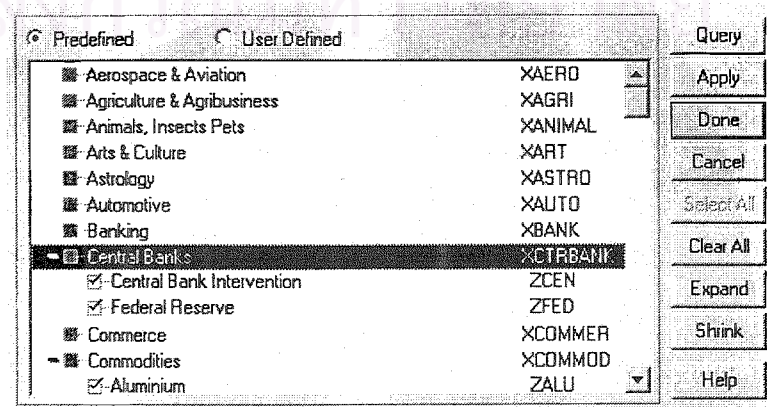 Predefined User Defined
Aerospace & Aviation XAERO
Agriculture & Agribusiness XAGRI
Animals, Insects Pets XANIMAL
Arts & Culture XART
Astrology XASTRO
Automotive XAUTO
Banking XBANK
Central Banks XCTRBANK
Central Bank Intervention ZCEN
Federal Reserve ZFED
Commerce XCOMMER
Commodities XCOMMOD
Aluminium ZALU
Query
Apply
Done
Cancel
Select All
Clear All
Expand
Shrink
Help